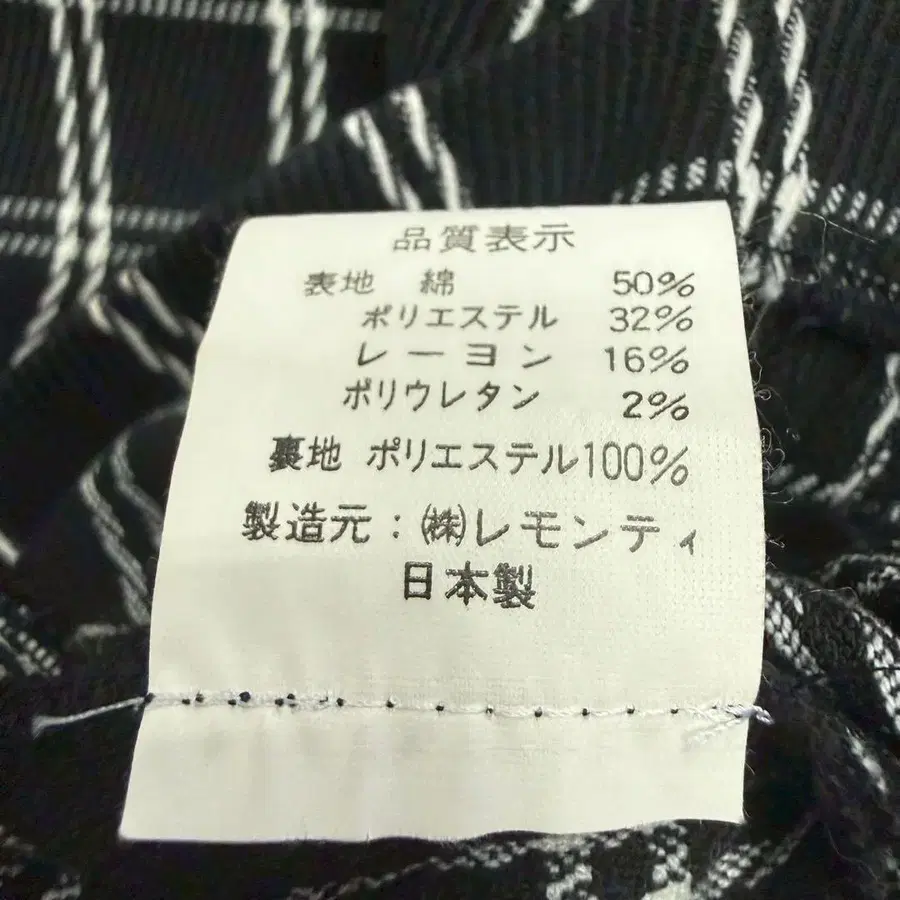 品質表示
表地 綿 50%
ポリエステル 32%
レーヨン 16%
ポリウレタン 2%
裏地 ポリエステル100%
製造元:㈱レモンティ
日本製